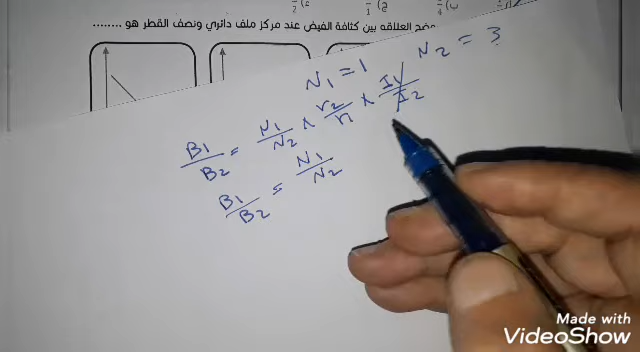 وضح العلاقه بين كثافة الفيض عند مركز ملف دائري ونصف القطر هو ........
N₁ = 1
N₂ = 3
B₁/B₂ = N₁/N₂ × r₂/r₁ × I₁/I₂
B₁/B₂ = N₁/N₂
Made with
VideoShow